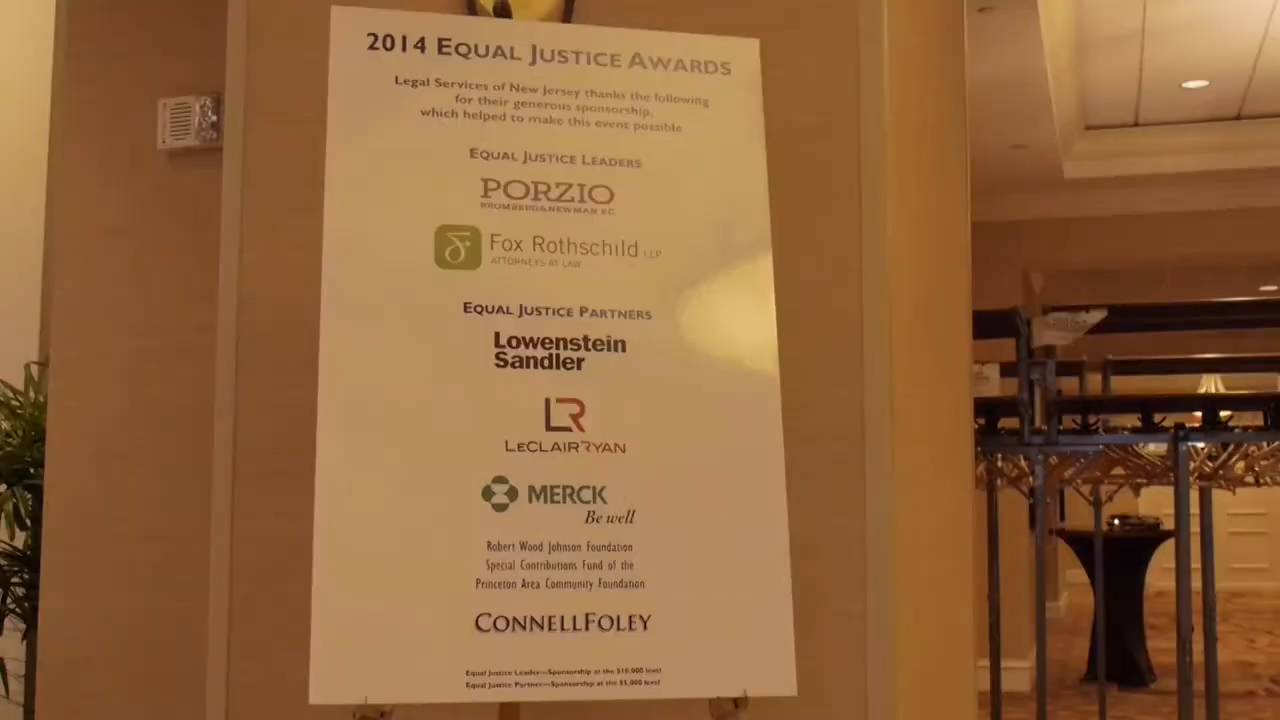 2014 EQUAL JUSTICE AWARDS
Legal Services of New Jersey thanks the following
for their generous sponsorship,
which helped to make this event possible
EQUAL JUSTICE LEADERS
PORZIO
BROMBERG & NEWMAN P.C.
Fox Rothschild LLP
ATTORNEYS AT LAW
EQUAL JUSTICE PARTNERS
Lowenstein
Sandler
LR
LECLAIRRYAN
MERCK
Be well
Robert Wood Johnson Foundation
Special Contributions Fund of the
Princeton Area Community Foundation
CONNELLFOLEY
Equal Justice Leader—Sponsorship at the $10,000 level
Equal Justice Partner—Sponsorship at the $5,000 level